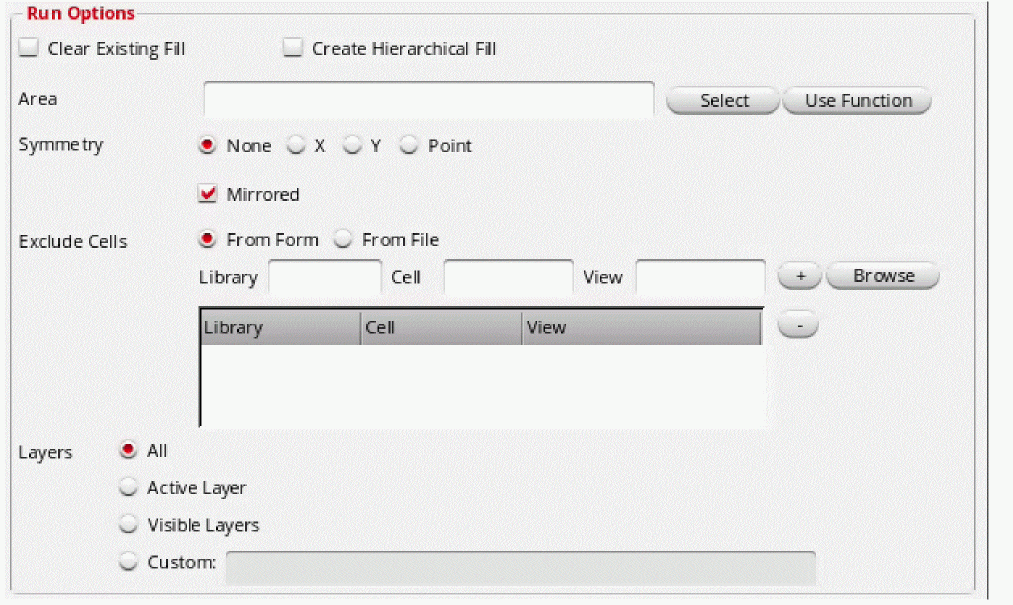 Run Options
Clear Existing Fill Create Hierarchical Fill
Area Select Use Function
Symmetry None X Y Point
Mirrored
Exclude Cells From Form From File
Library Cell View + Browse
Library Cell View -
Layers All
Active Layer
Visible Layers
Custom: